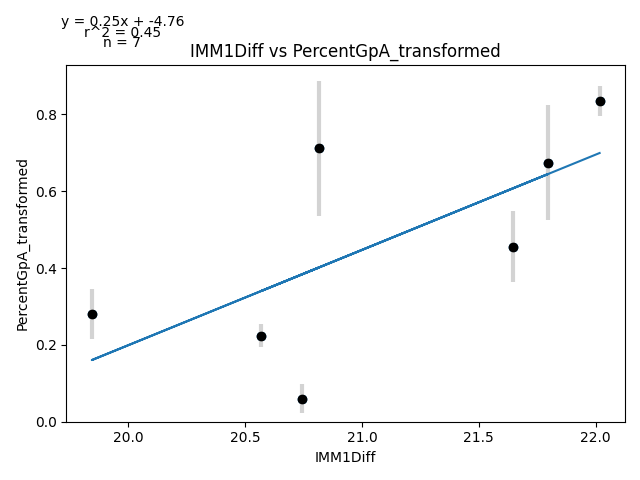 y = 0.25x + -4.76
r^2 = 0.45
n = 7
IMM1Diff vs PercentGpA_transformed
PercentGpA_transformed
0.8
0.6
0.4
0.2
0.0
20.0 20.5 21.0 21.5 22.0
IMM1Diff